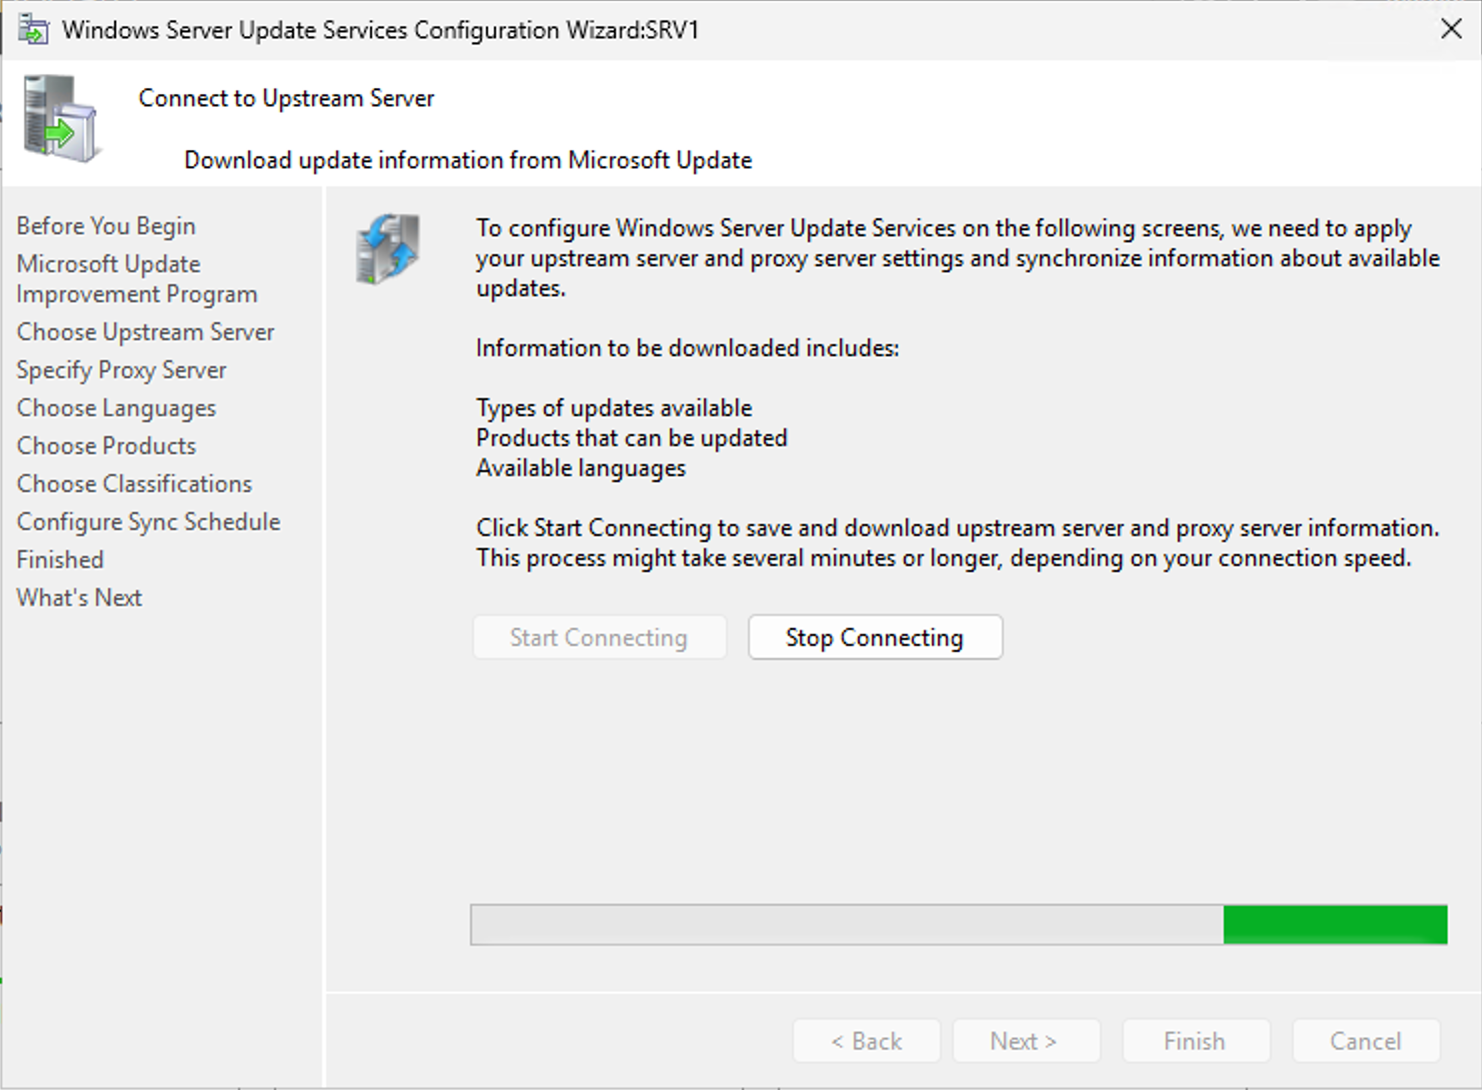 Windows Server Update Services Configuration Wizard:SRV1
Connect to Upstream Server
Download update information from Microsoft Update
Before You Begin
Microsoft Update
Improvement Program
Choose Upstream Server
Specify Proxy Server
Choose Languages
Choose Products
Choose Classifications
Configure Sync Schedule
Finished
What's Next
To configure Windows Server Update Services on the following screens, we need to apply
your upstream server and proxy server settings and synchronize information about available
updates.
Information to be downloaded includes:
Types of updates available
Products that can be updated
Available languages
Click Start Connecting to save and download upstream server and proxy server information.
This process might take several minutes or longer, depending on your connection speed.
Start Connecting
Stop Connecting
< Back
Next >
Finish
Cancel